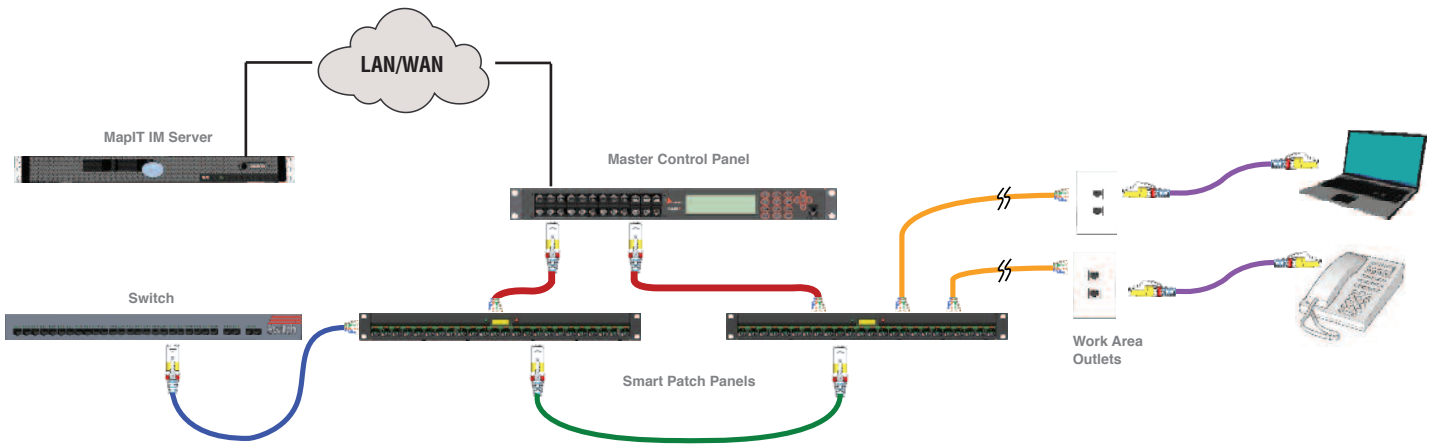 LAN/WAN
MapIT IM Server
Master Control Panel
Switch
Smart Patch Panels
Work Area
Outlets